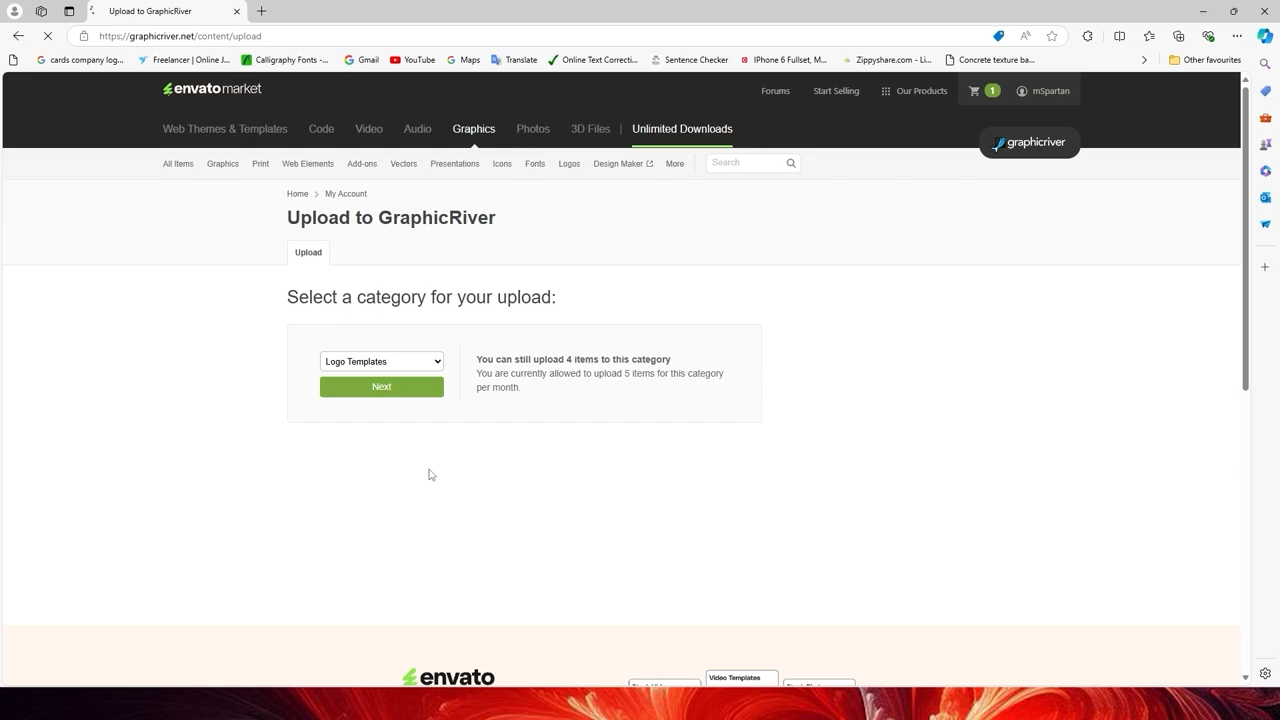 Upload to GraphicRiver
https://graphicriver.net/content/upload
cards company log...
Freelancer | Online J...
Calligraphy Fonts -...
Gmail
YouTube
Maps
Translate
Online Text Correcti...
Sentence Checker
IPhone 6 Fullset, M...
Zippyshare.com - Li...
Concrete texture ba...
Other favourites
envato market
Forums
Start Selling
Our Products
1
mSpartan
Web Themes & Templates
Code
Video
Audio
Graphics
Photos
3D Files
Unlimited Downloads
graphicriver
All Items
Graphics
Print
Web Elements
Add-ons
Vectors
Presentations
Icons
Fonts
Logos
Design Maker
More
Search
Home
My Account
Upload to GraphicRiver
Upload
Select a category for your upload:
Logo Templates
Next
You can still upload 4 items to this category
You are currently allowed to upload 5 items for this category
per month.
envato
Video Templates